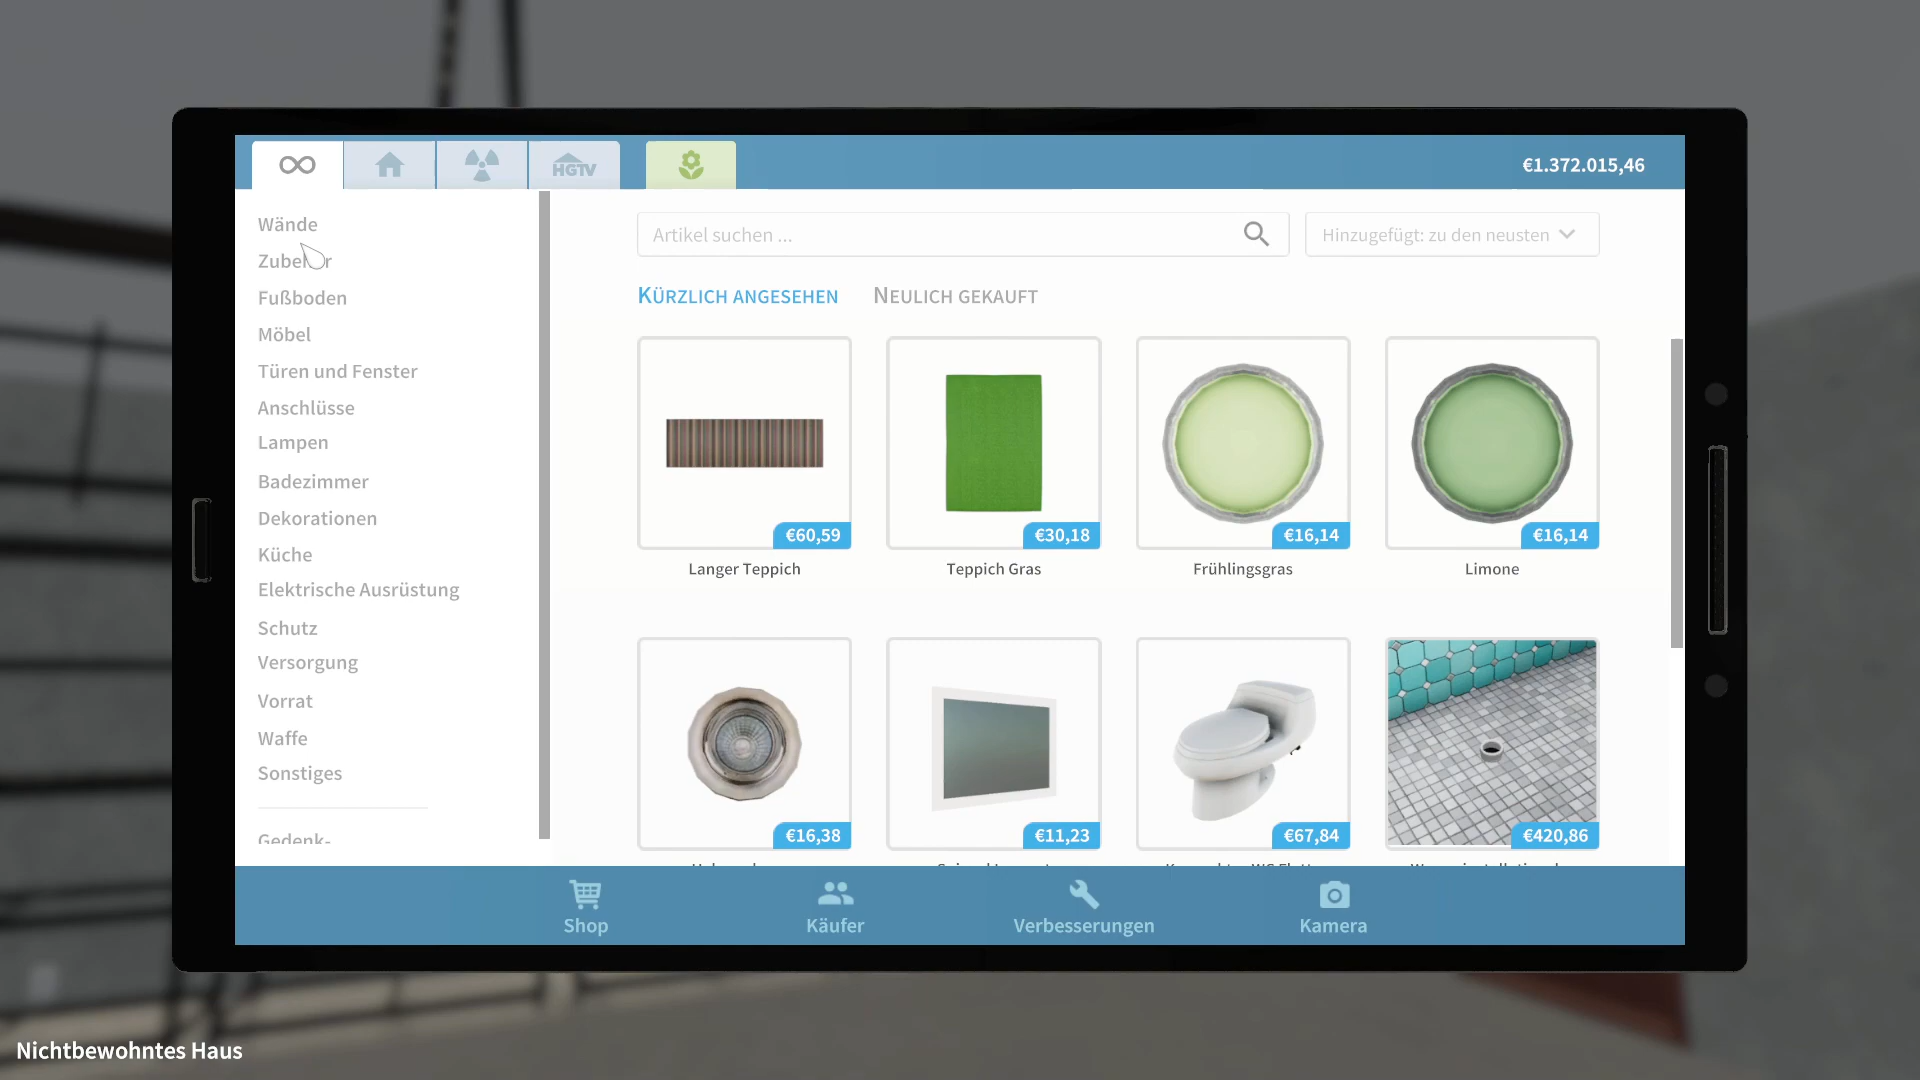 HGTV
€1.372.015,46
Wände
Fußboden
Möbel
Türen und Fenster
Anschlüsse
Lampen
Badezimmer
Dekorationen
Küche
Elektrische Ausrüstung
Schutz
Versorgung
Vorrat
Waffe
Sonstiges
Gedenk-
Artikel suchen ...
Hinzugefügt: zu den neusten
KÜRZLICH ANGESEHEN
NEULICH GEKAUFT
€60,59
€30,18
€16,14
€16,14
Langer Teppich
Teppich Gras
Frühlingsgras
Limone
€16,38
€11,23
€67,84
€420,86
Shop
Käufer
Verbesserungen
Kamera
Nichtbewohntes Haus